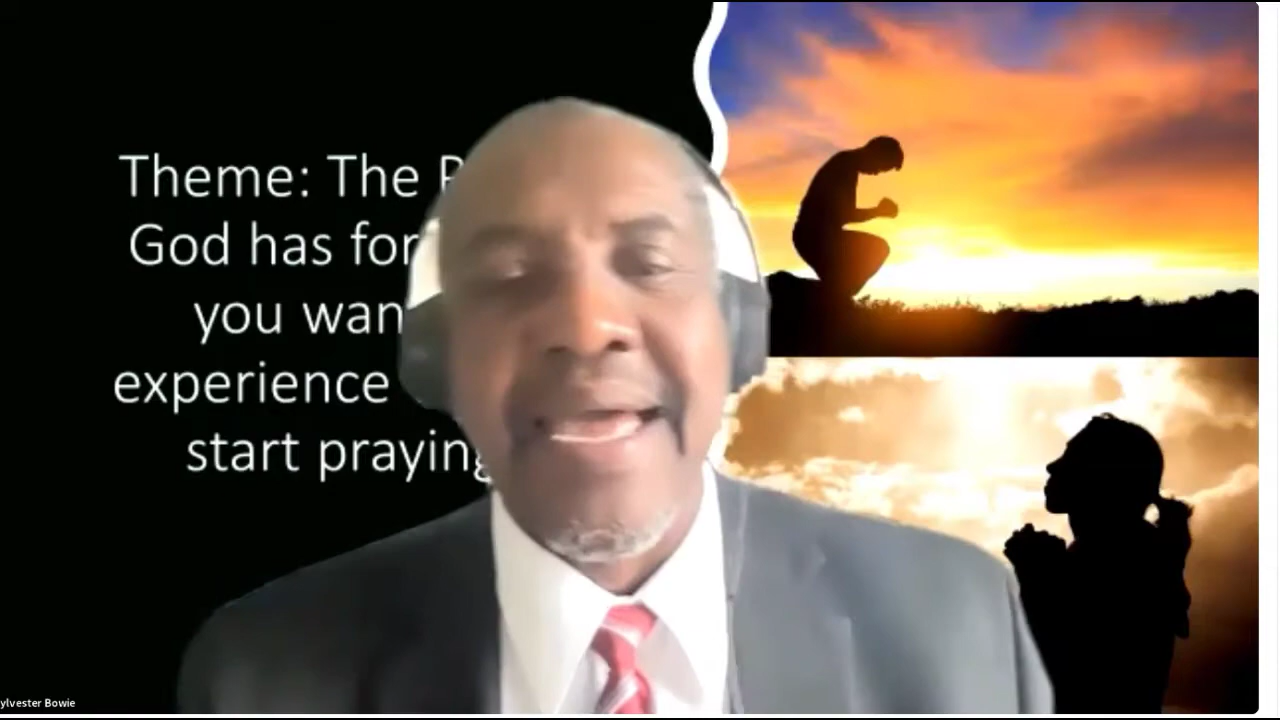 Theme: The
God has for
you wan
experience
start praying
ylvester Bowie